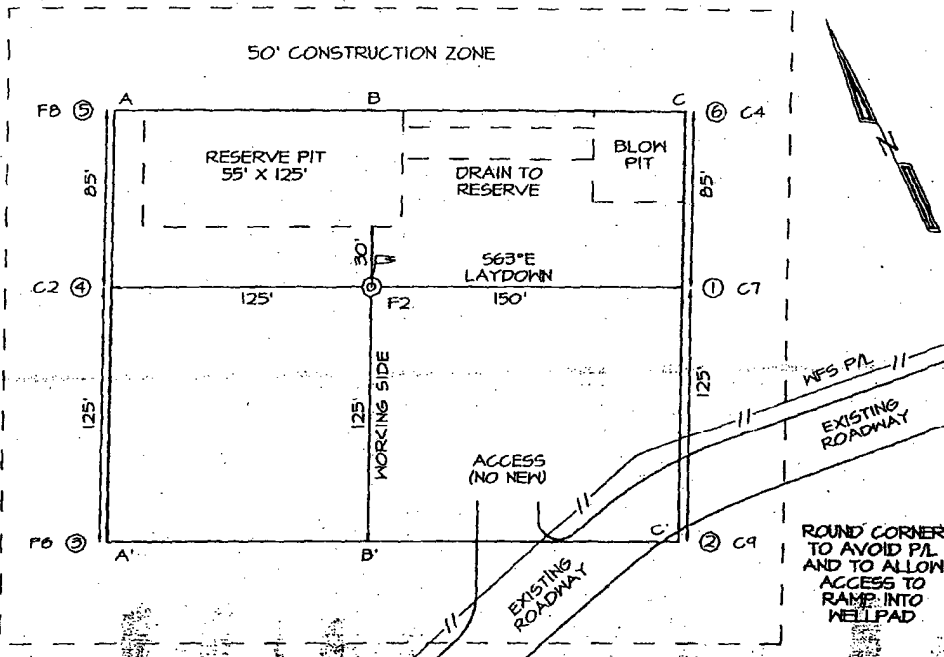 50' CONSTRUCTION ZONE
A
B
C
F8 ⑤
⑥ C4
RESERVE PIT
55' X 125'
DRAIN TO
RESERVE
BLOW
PIT
85'
85'
N
30'
S63°E
LAYDOWN
C2 ④
125'
F2
150'
① C7
125'
125'
WORKING SIDE
125'
WFS P/L
EXISTING
ROADWAY
ACCESS
(NO NEW)
F6 ③
A'
B'
C'
② C9
EXISTING
ROADWAY
ROUND CORNER
TO AVOID P/L
AND TO ALLOW
ACCESS TO
RAMP INTO
WELLPAD